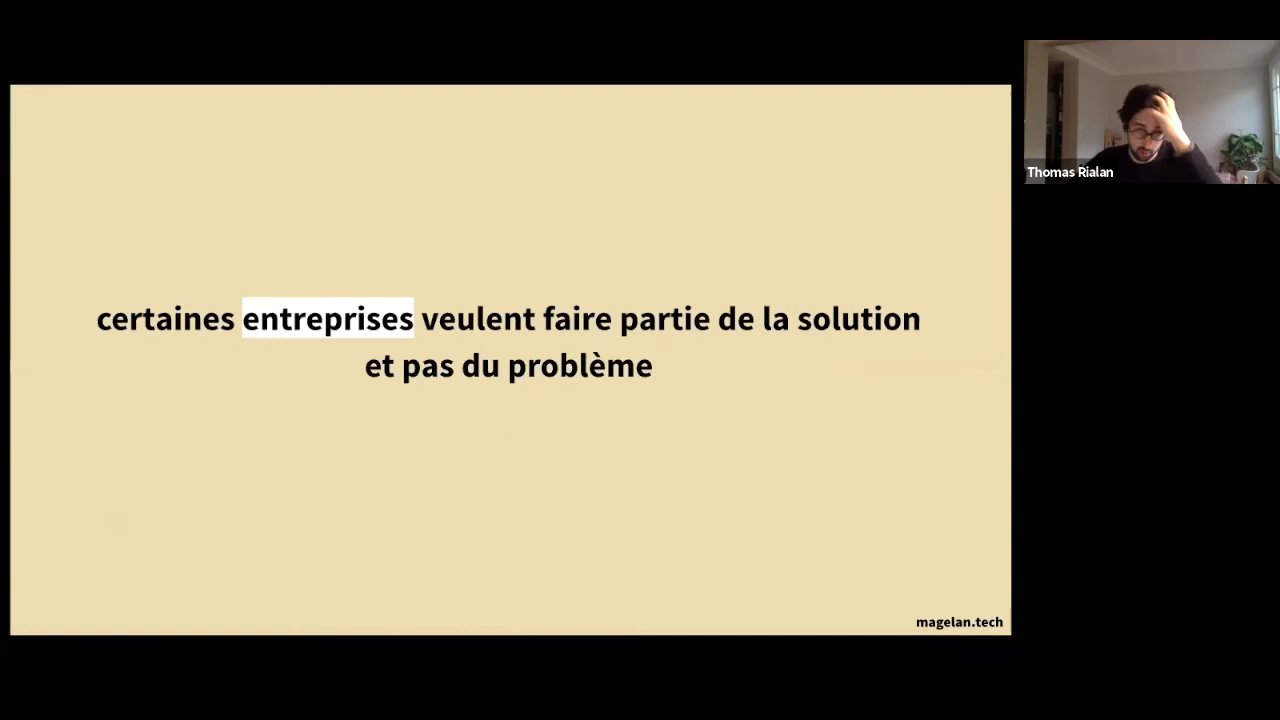 certaines entreprises veulent faire partie de la solution
et pas du problème
magelan.tech
Thomas Rialan